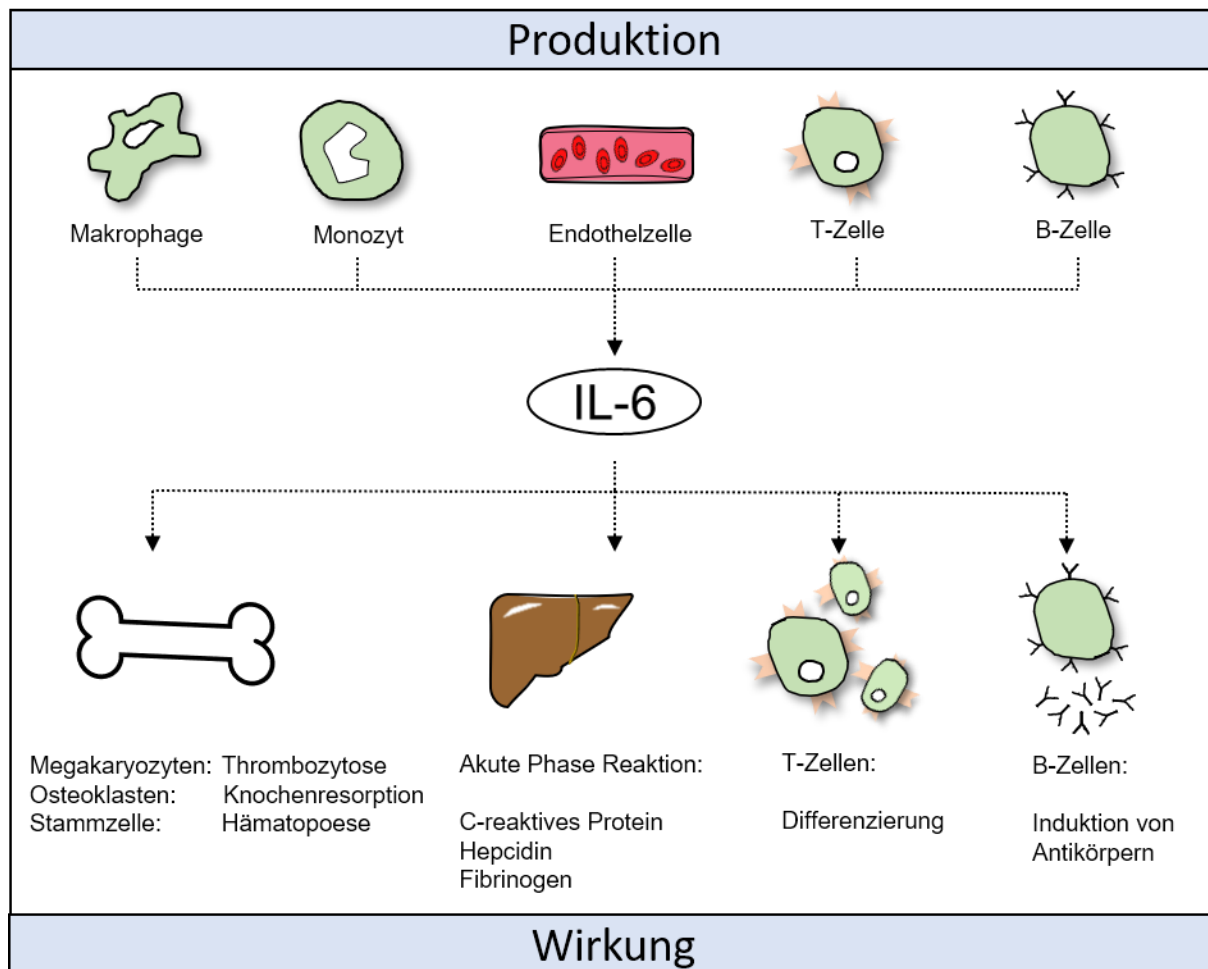 Produktion
Makrophage
Monozyt
Endothelzelle
T-Zelle
B-Zelle
IL-6
Megakaryozyten: Thrombozytose
Osteoklasten: Knochenresorption
Stammzelle: Hämatopoese
Akute Phase Reaktion:
C-reaktives Protein
Hepcidin
Fibrinogen
T-Zellen:
Differenzierung
B-Zellen:
Induktion von
Antikörpern
Wirkung